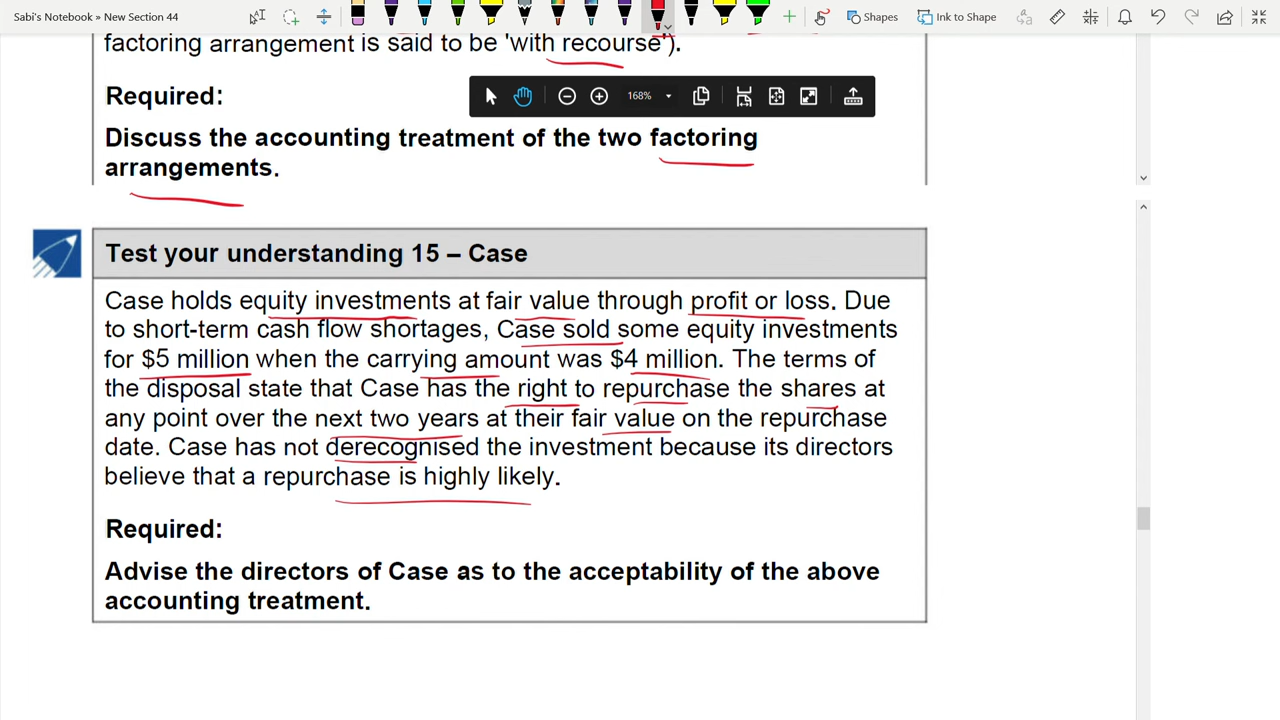 Sabi's Notebook » New Section 44
Shapes
Ink to Shape
factoring arrangement is said to be 'with recourse').
168%
Required:
Discuss the accounting treatment of the two factoring
arrangements.
Test your understanding 15 – Case
Case holds equity investments at fair value through profit or loss. Due
to short-term cash flow shortages, Case sold some equity investments
for $5 million when the carrying amount was $4 million. The terms of
the disposal state that Case has the right to repurchase the shares at
any point over the next two years at their fair value on the repurchase
date. Case has not derecognised the investment because its directors
believe that a repurchase is highly likely.
Required:
Advise the directors of Case as to the acceptability of the above
accounting treatment.